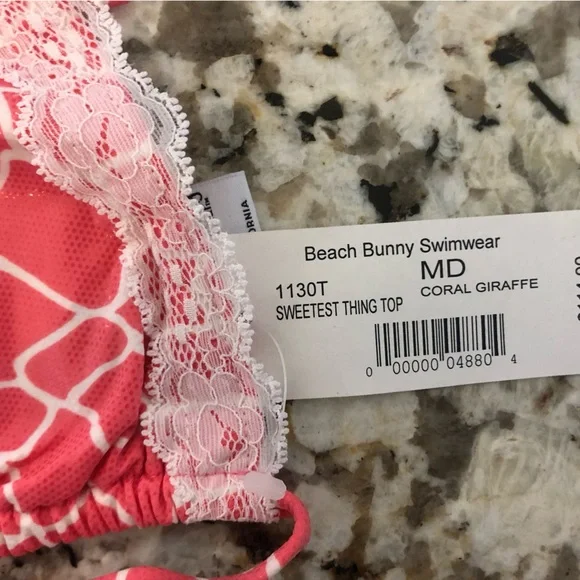 Beach Bunny Swimwear
1130T
MD
SWEETEST THING TOP
CORAL GIRAFFE
0 00000 04880 4